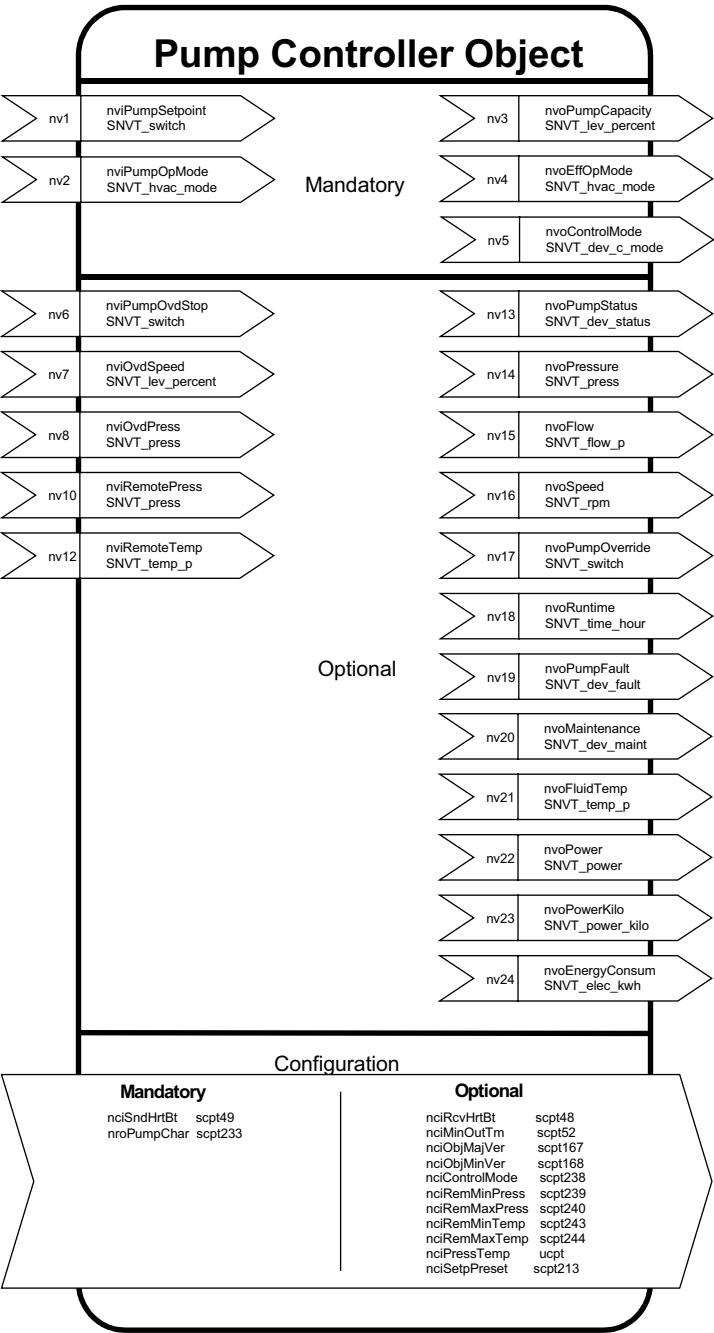 Pump Controller Object
nv1
nviPumpSetpoint
SNVT_switch
nv3
nvoPumpCapacity
SNVT_lev_percent
nv2
nviPumpOpMode
SNVT_hvac_mode
Mandatory
nv4
nvoEffOpMode
SNVT_hvac_mode
nv5
nvoControlMode
SNVT_dev_c_mode
nv6
nviPumpOvdStop
SNVT_switch
nv13
nvoPumpStatus
SNVT_dev_status
nv7
nviOvdSpeed
SNVT_lev_percent
nv14
nvoPressure
SNVT_press
nv8
nviOvdPress
SNVT_press
nv15
nvoFlow
SNVT_flow_p
nv10
nviRemotePress
SNVT_press
nv16
nvoSpeed
SNVT_rpm
nv12
nviRemoteTemp
SNVT_temp_p
nv17
nvoPumpOverride
SNVT_switch
nv18
nvoRuntime
SNVT_time_hour
Optional
nv19
nvoPumpFault
SNVT_dev_fault
nv20
nvoMaintenance
SNVT_dev_maint
nv21
nvoFluidTemp
SNVT_temp_p
nv22
nvoPower
SNVT_power
nv23
nvoPowerKilo
SNVT_power_kilo
nv24
nvoEnergyConsum
SNVT_elec_kwh
Configuration
Mandatory
nciSndHrtBt scpt49
nroPumpChar scpt233
Optional
nciRcvHrtBt scpt48
nciMinOutTm scpt52
nciObjMajVer scpt167
nciObjMinVer scpt168
nciControlMode scpt238
nciRemMinPress scpt239
nciRemMaxPress scpt240
nciRemMinTemp scpt243
nciRemMaxTemp scpt244
nciPressTemp ucpt
nciSetpPreset scpt213